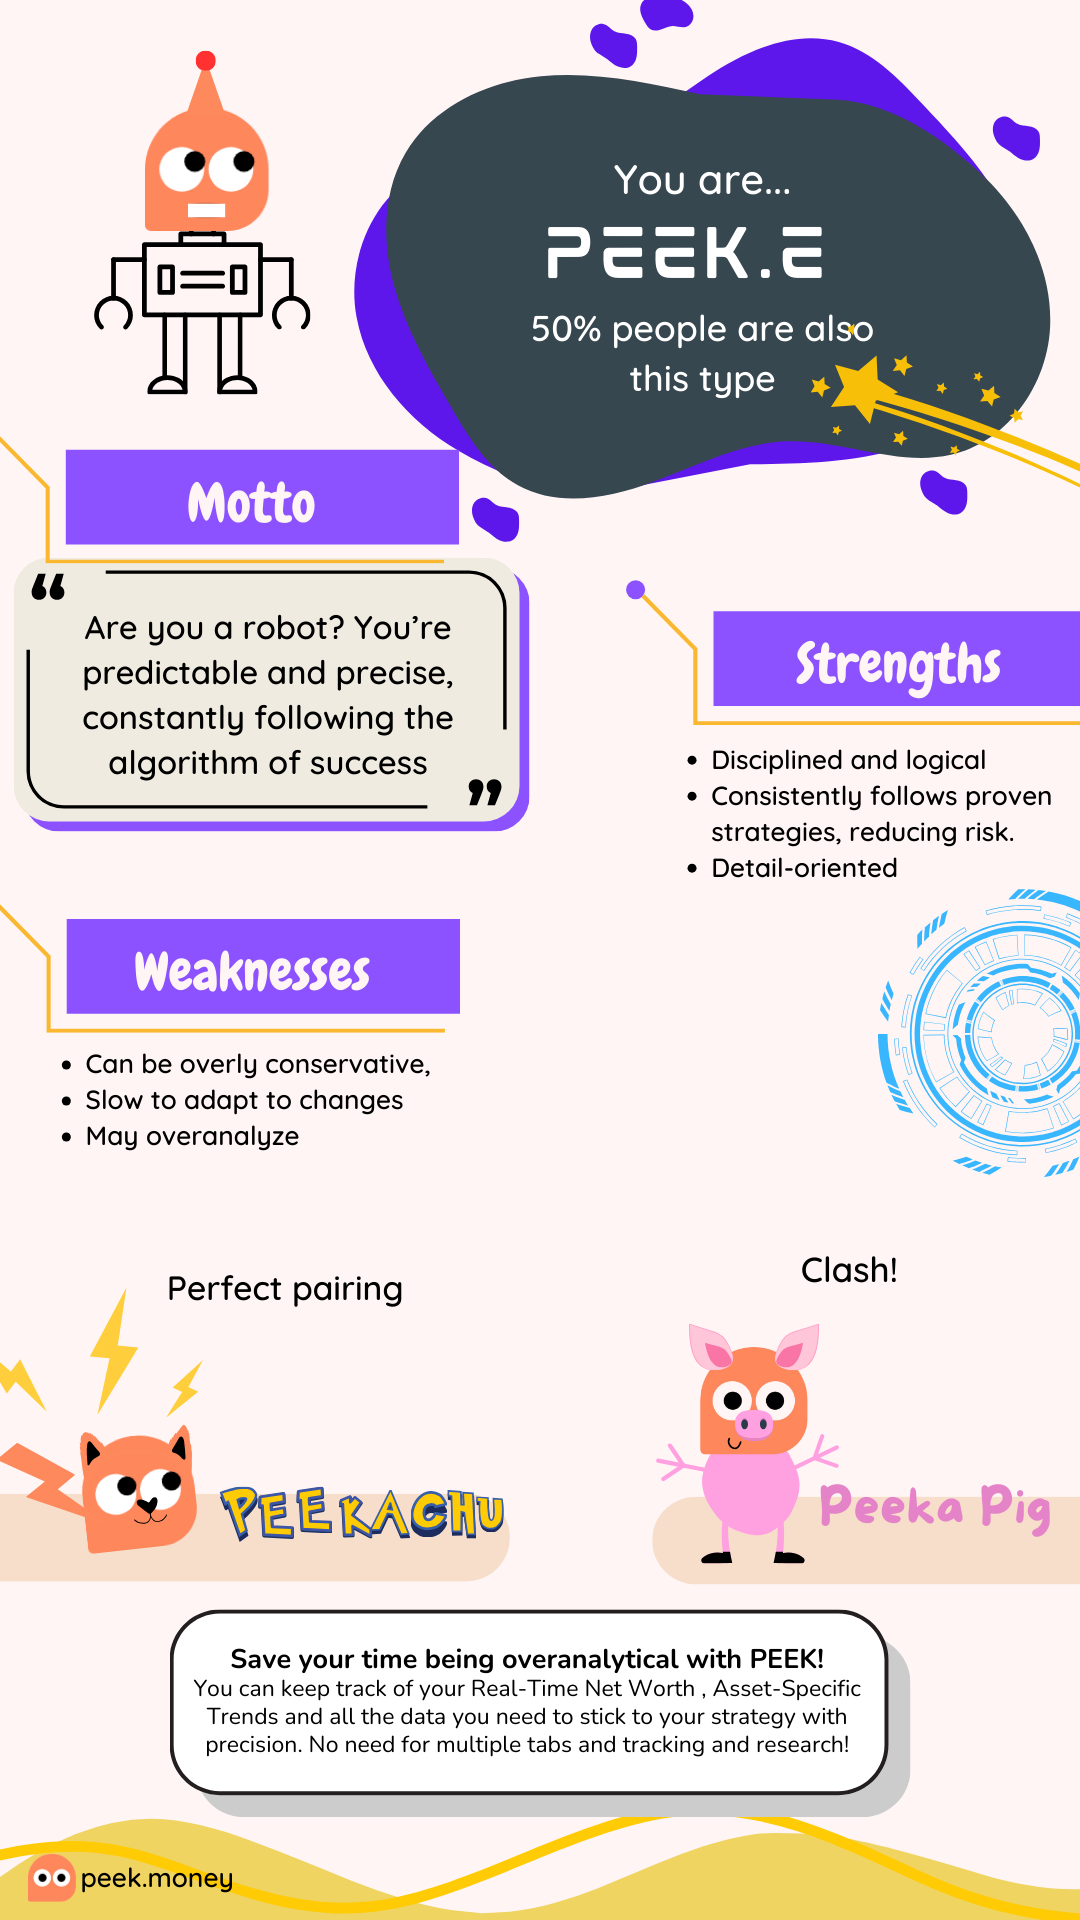 You are...
PEEK.E
50% people are also
this type
Motto
“
Are you a robot? You’re
predictable and precise,
constantly following the
algorithm of success
”
Strengths
• Disciplined and logical
• Consistently follows proven
strategies, reducing risk.
• Detail-oriented
Weaknesses
• Can be overly conservative,
• Slow to adapt to changes
• May overanalyze
Perfect pairing
PEEKACHU
Clash!
Peeka Pig
Save your time being overanalytical with PEEK!
You can keep track of your Real-Time Net Worth , Asset-Specific
Trends and all the data you need to stick to your strategy with
precision. No need for multiple tabs and tracking and research!
peek.money